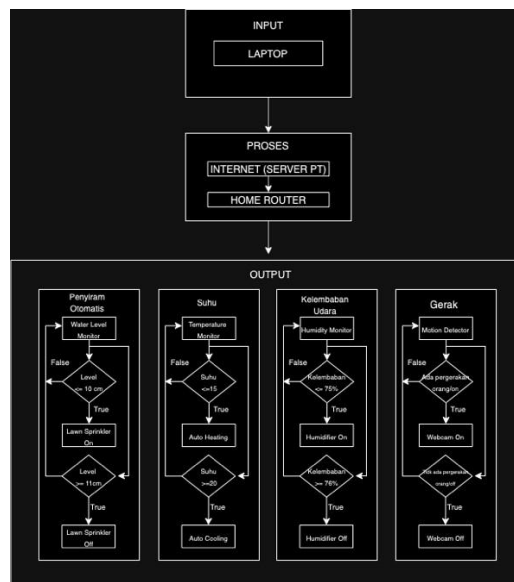 INPUT
LAPTOP
PROSES
INTERNET (SERVER PT)
HOME ROUTER
OUTPUT
Penyiram
Otomatis
Water Level
Monitor
False
Level
<= 10 cm
True
Lawn Sprinkler
On
Level
>= 11cm
True
Lawn Sprinkler
Off
Suhu
Temperature
Monitor
False
Suhu
<=15
True
Auto Healing
Suhu
>=20
True
Auto Cooling
Kelembaban
Udara
Humidity Monitor
False
Kelembaban
<= 75%
True
Humidifier On
Kelembaban
>= 76%
True
Humidifier Off
Gerak
Motion Detector
False
Ada pergerakan
orang/on
True
Webcam On
ada pergerakan
orang/off
True
Webcam Off